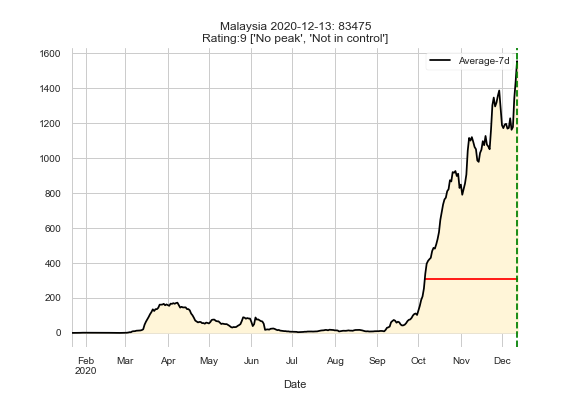 Malaysia 2020-12-13: 83475
Rating:9 ['No peak', 'Not in control']
Average-7d
1600
1400
1200
1000
800
600
400
200
0
Feb Mar Apr May Jun Jul Aug Sep Oct Nov Dec
2020
Date